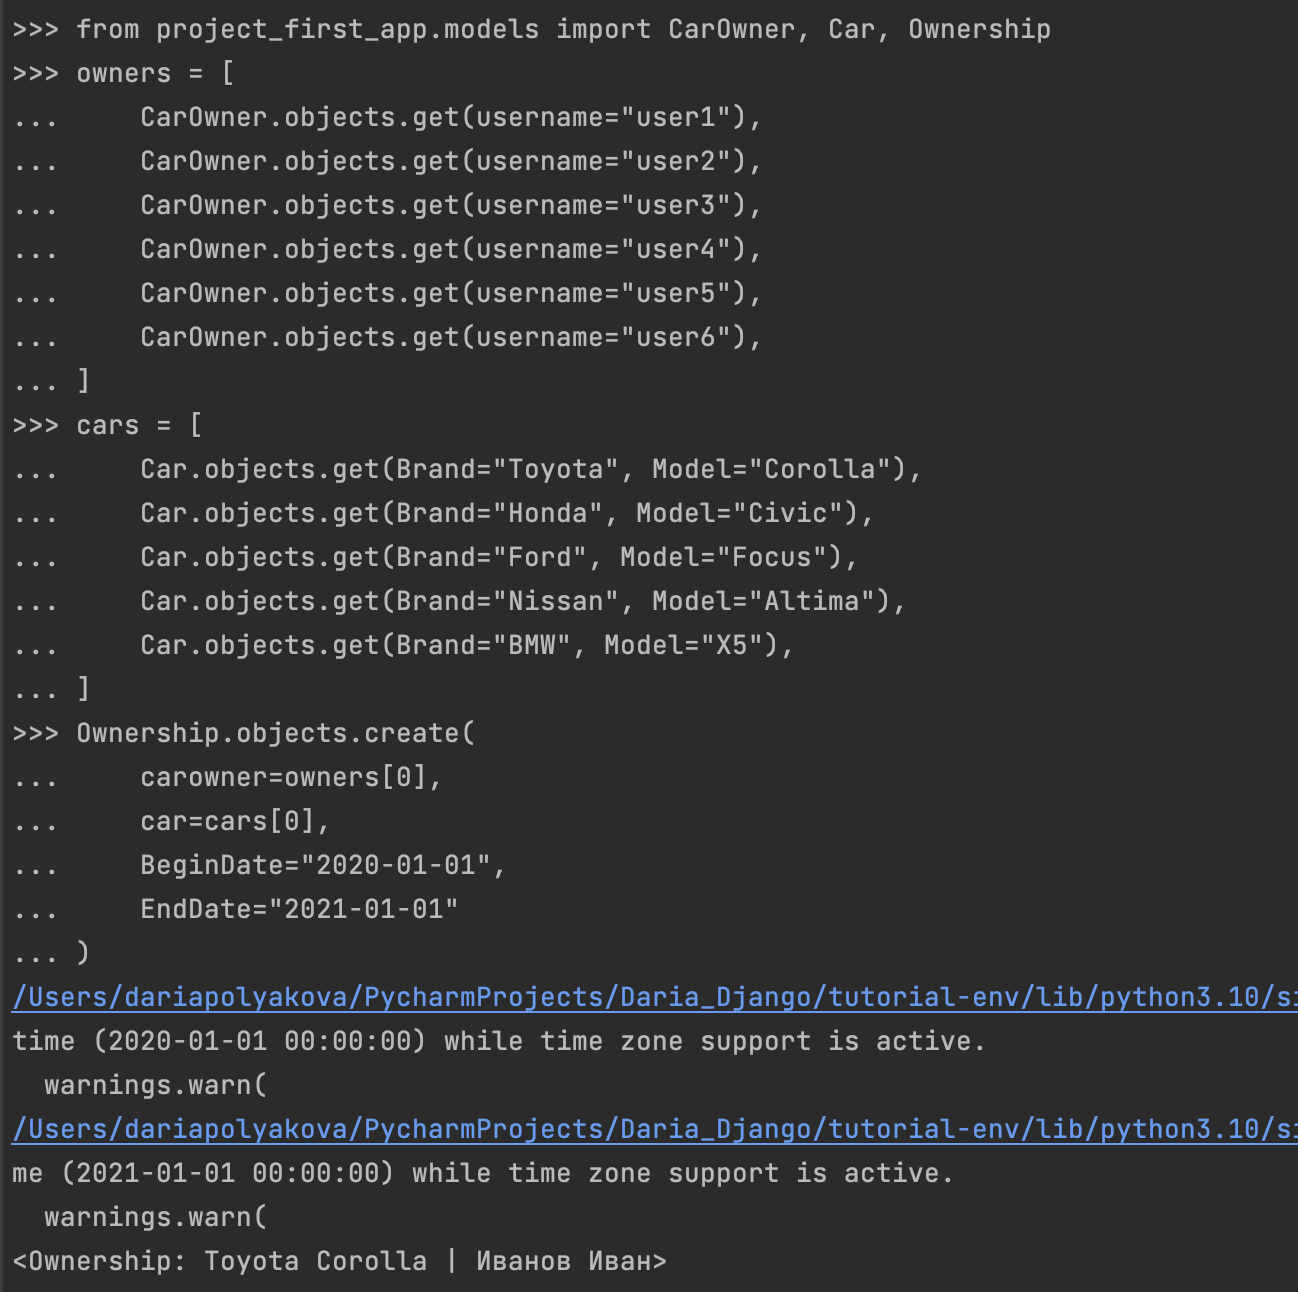 >>> from project_first_app.models import CarOwner, Car, Ownership
>>> owners = [
...     CarOwner.objects.get(username="user1"),
...     CarOwner.objects.get(username="user2"),
...     CarOwner.objects.get(username="user3"),
...     CarOwner.objects.get(username="user4"),
...     CarOwner.objects.get(username="user5"),
...     CarOwner.objects.get(username="user6"),
... ]
>>> cars = [
...     Car.objects.get(Brand="Toyota", Model="Corolla"),
...     Car.objects.get(Brand="Honda", Model="Civic"),
...     Car.objects.get(Brand="Ford", Model="Focus"),
...     Car.objects.get(Brand="Nissan", Model="Altima"),
...     Car.objects.get(Brand="BMW", Model="X5"),
... ]
>>> Ownership.objects.create(
...     carowner=owners[0],
...     car=cars[0],
...     BeginDate="2020-01-01",
...     EndDate="2021-01-01"
... )
/Users/dariapolyakova/PycharmProjects/Daria_Django/tutorial-env/lib/python3.10/si
time (2020-01-01 00:00:00) while time zone support is active.
  warnings.warn(
/Users/dariapolyakova/PycharmProjects/Daria_Django/tutorial-env/lib/python3.10/si
me (2021-01-01 00:00:00) while time zone support is active.
  warnings.warn(
<Ownership: Toyota Corolla | Иванов Иван>